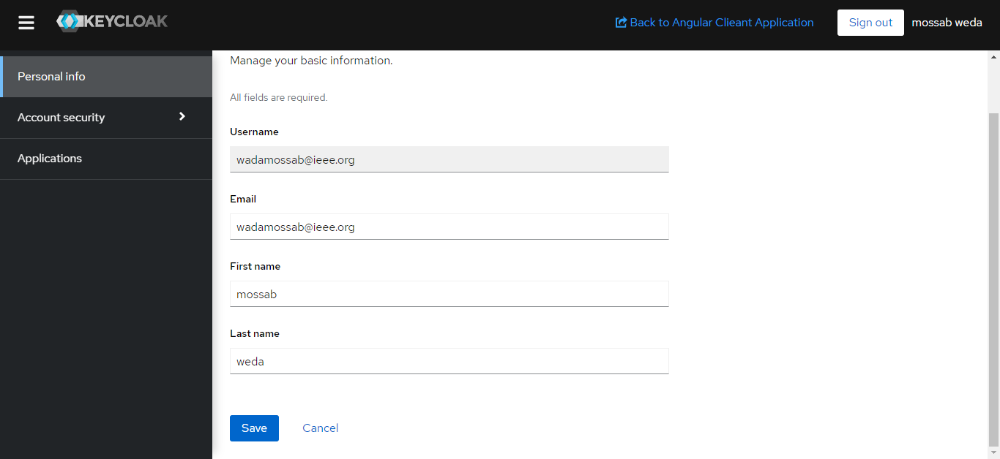 KEYCLOAK
Back to Angular Clieant Application
Sign out
mossab weda
Personal info
Account security
Applications
Manage your basic information.
All fields are required.
Username
wadamossab@ieee.org
Email
wadamossab@ieee.org
First name
mossab
Last name
weda
Save
Cancel